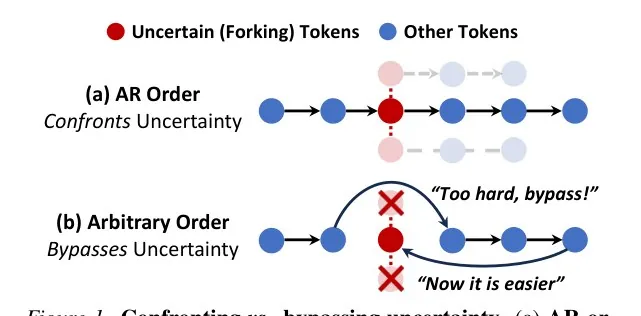 Uncertain (Forking) Tokens Other Tokens
(a) AR Order
Confronts Uncertainty
(b) Arbitrary Order
Bypasses Uncertainty
"Too hard, bypass!"
"Now it is easier"
Figure 1. Confronting vs. bypassing uncertainty. (a) AR or